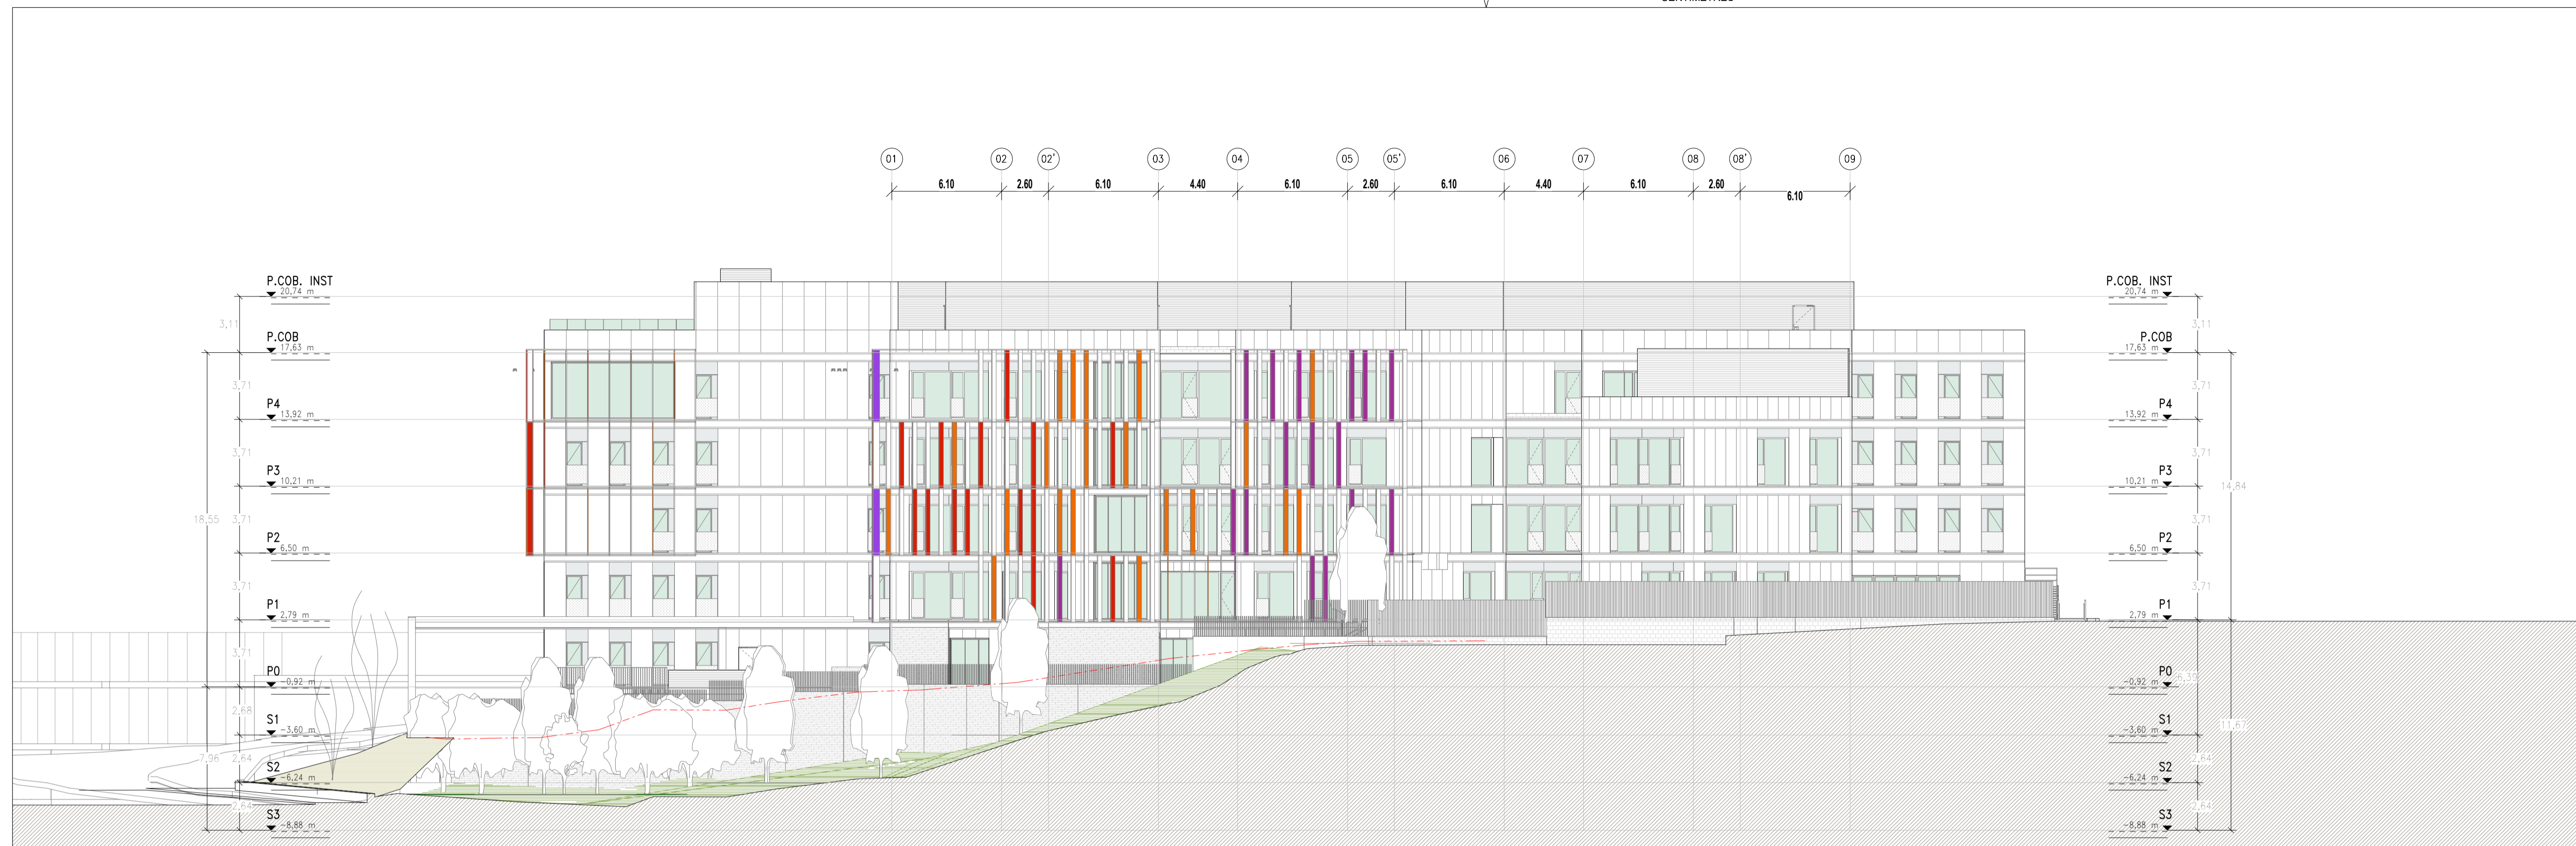 01 02 02' 03 04 05 05' 06 07 08 08' 09
6.10 2.60 6.10 4.40 6.10 2.60 6.10 4.40 6.10 2.60 6.10
P.COB. INST P.COB. INST
20,74 m 20,74 m
3,11 3,11
P.COB P.COB
17,63 m 17,63 m
3,71 3,71
P4 P4
13,92 m 13,92 m
3,71 3,71
P3 P3
10,21 m 10,21 m
18,55 3,71 3,71 14,84
P2 P2
6,50 m 6,50 m
3,71 3,71
P1 P1
2,79 m 2,79 m
3,71
P0 P0
-0,92 m -0,92 m 6,39
2,68
S1 S1
-3,60 m -3,60 m 11,67
7,96 2,64 2,64
S2 S2
-6,24 m -6,24 m
2,64 2,64
S3 S3
-8,88 m -8,88 m